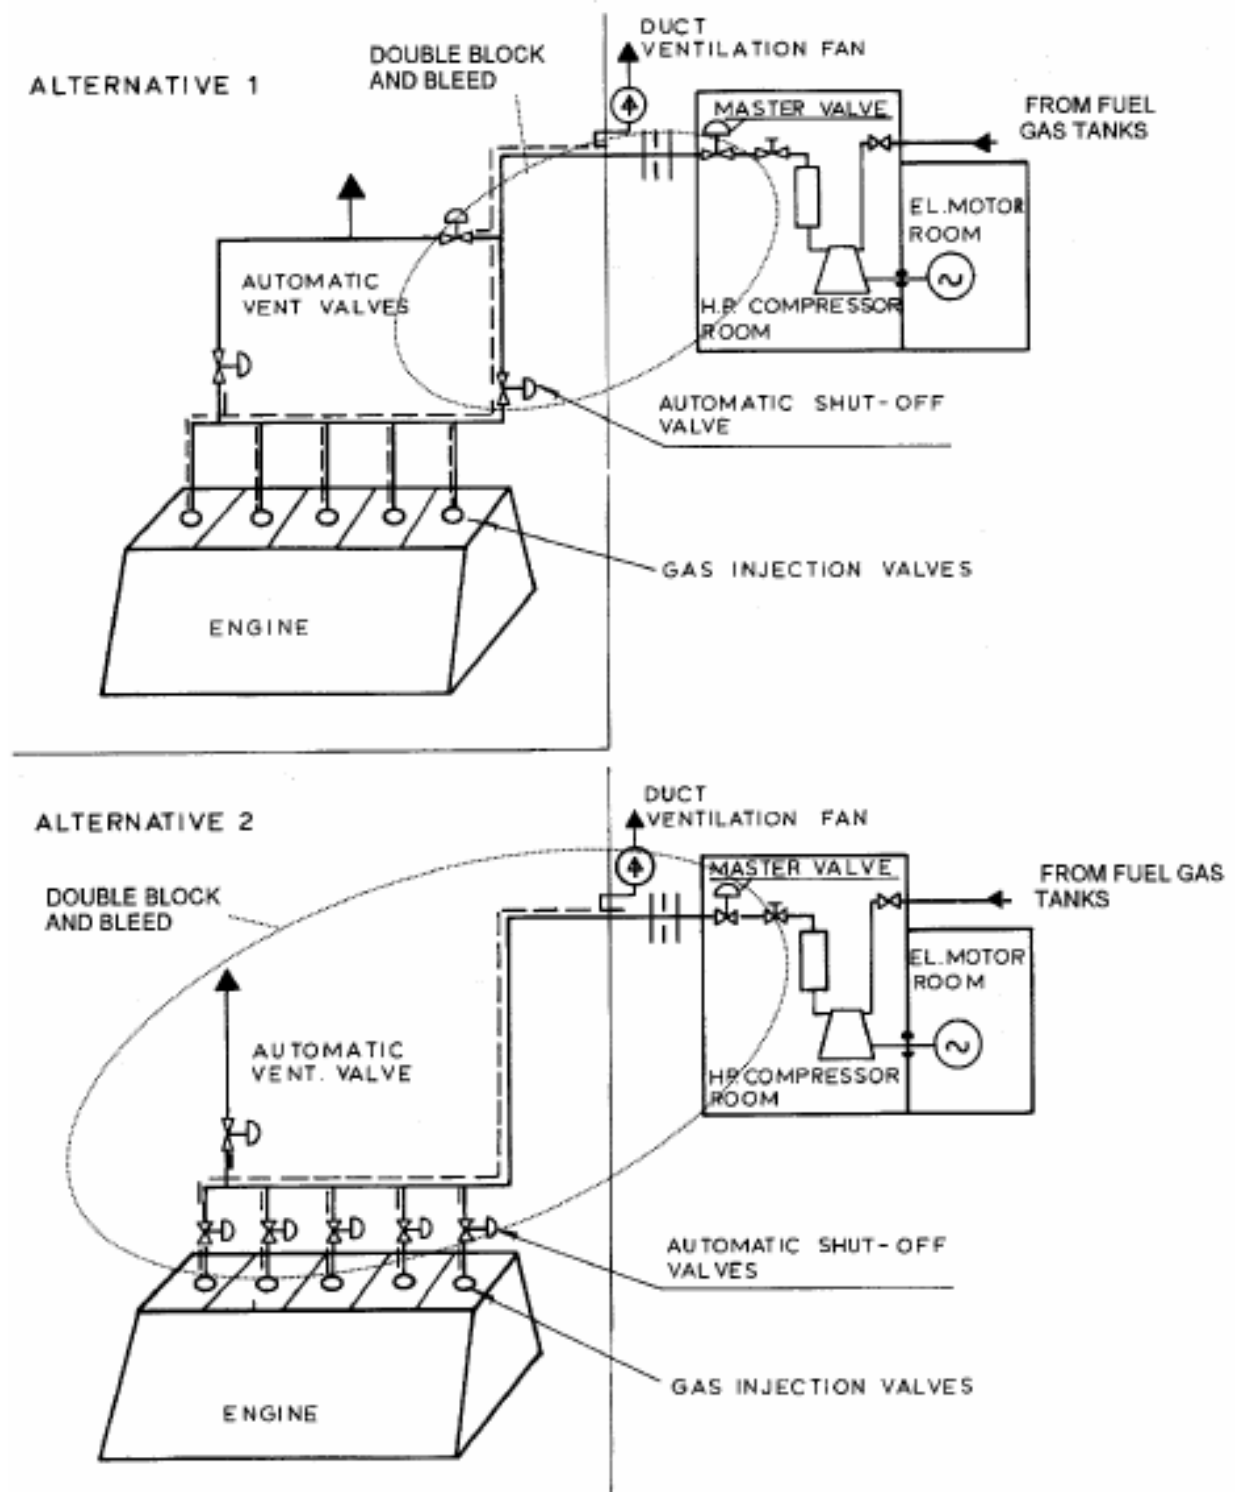 ALTERNATIVE 1
DOUBLE BLOCK
AND BLEED
DUCT
VENTILATION FAN
MASTER VALVE
FROM FUEL
GAS TANKS
EL.MOTOR
ROOM
H.P. COMPRESSOR
ROOM
AUTOMATIC
VENT VALVES
AUTOMATIC SHUT-OFF
VALVE
GAS INJECTION VALVES
ENGINE
ALTERNATIVE 2
DOUBLE BLOCK
AND BLEED
DUCT
VENTILATION FAN
MASTER VALVE
FROM FUEL GAS
TANKS
EL.MOTOR
ROOM
HP.COMPRESSOR
ROOM
AUTOMATIC
VENT. VALVE
AUTOMATIC SHUT-OFF
VALVES
GAS INJECTION VALVES
ENGINE